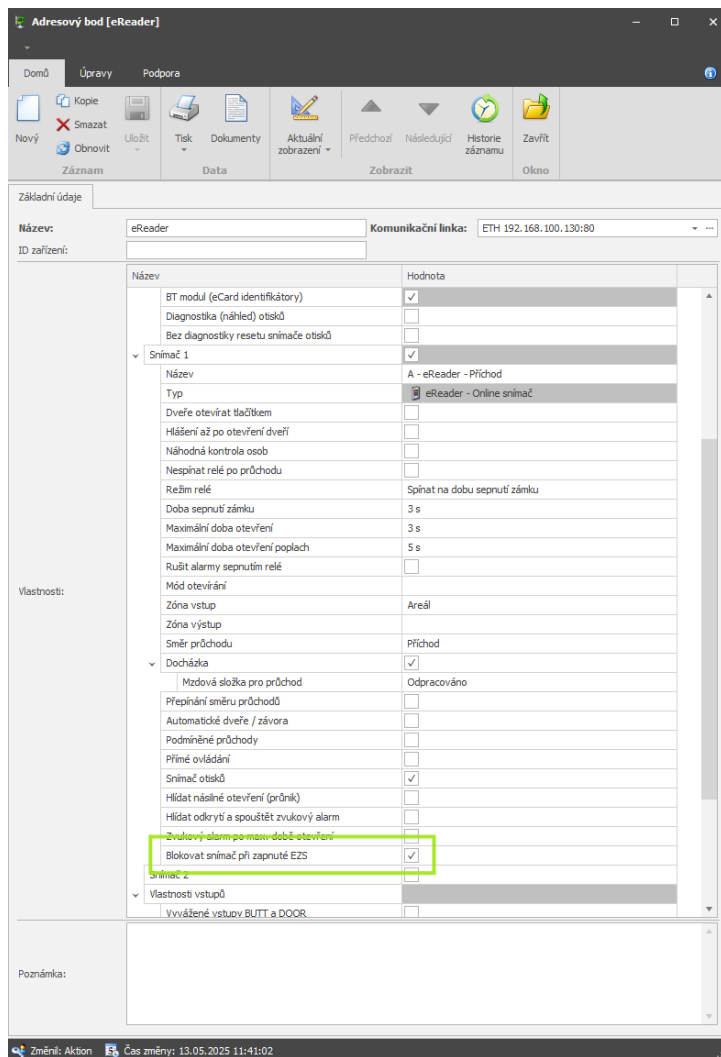 Adresový bod [eReader]
Domů Úpravy Podpora
Nový Kopie Smazat Obnovit Uložit Tisk Dokumenty Aktuální zobrazení Předchozí Následující Historie záznamu Zavřít
Záznam Data Zobrazit Okno
Základní údaje
Název: eReader Komunikační linka: ETH 192.168.100.130:80
ID zařízení:
Název Hodnota
BT modul (eCard identifikátory)
Diagnostika (náhled) otisků
Bez diagnostiky resetu snímače otisků
Snímač 1
Název A - eReader - Příchod
Typ eReader - Online snímač
Dveře otevírat tlačítkem
Hlášení až po otevření dveří
Náhodná kontrola osob
Nespínat relé po průchodu
Režim relé Spínat na dobu sepnutí zámku
Doba sepnutí zámku 3 s
Maximální doba otevření 3 s
Maximální doba otevření poplach 5 s
Rušit alarmy sepnutím relé
Mód otevírání
Vlastnosti:
Zóna vstup Areál
Zóna výstup
Směr průchodu Příchod
Docházka
Mzdová složka pro průchod Odpracováno
Přepínání směru průchodů
Automatické dveře / závora
Podmíněné průchody
Přímé ovládání
Snímač otisků
Hlídat násilné otevření (průnik)
Hlídat odkrytí a spouštět zvukový alarm
Zvukový alarm po max. době otevření
Blokovat snímač při zapnuté EZS
Snímač 2
Vlastnosti vstupů
Vyvážené vstupy BUTT a DOOR
Poznámka:
Změnil: Aktion Čas změny: 13.05.2025 11:41:02